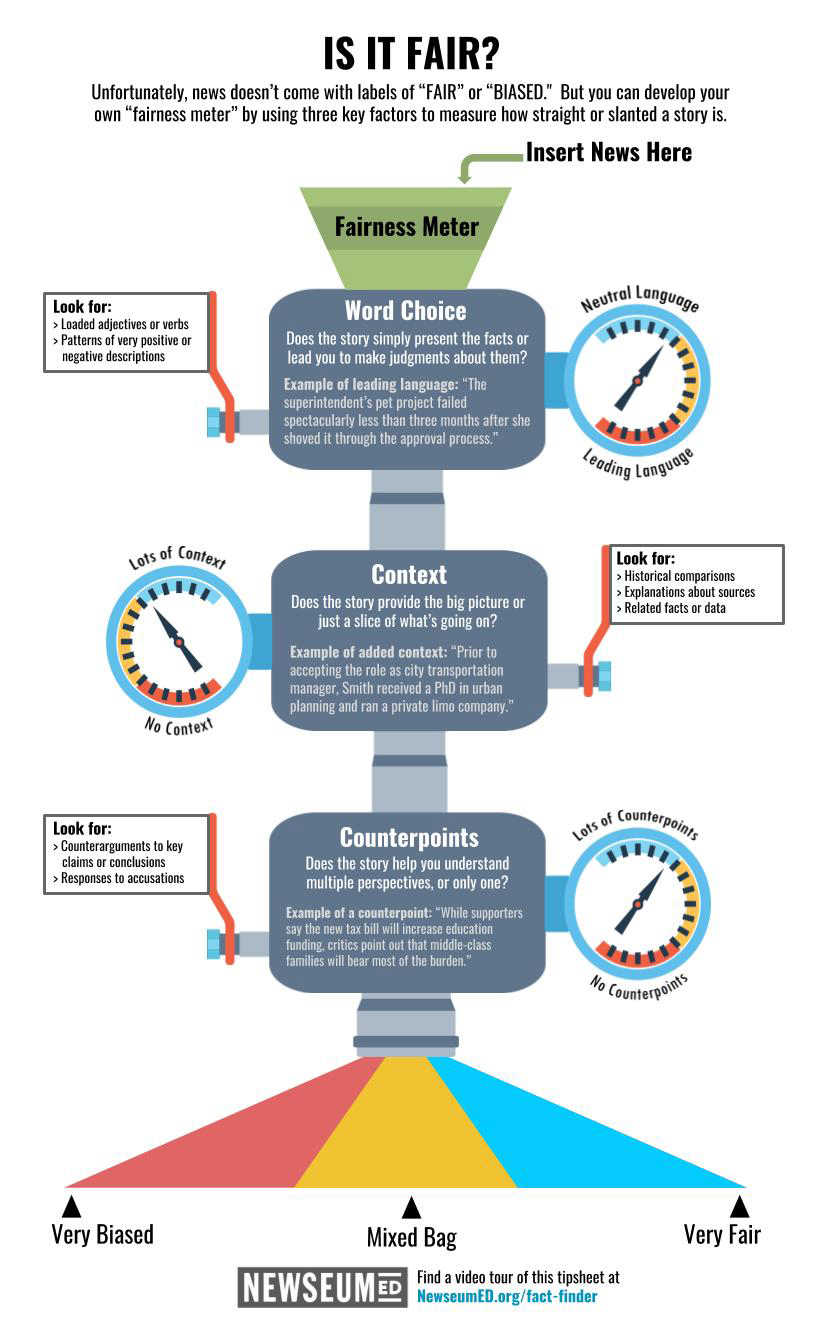 IS IT FAIR?
Unfortunately, news doesn't come with labels of “FAIR” or “BIASED."  But you can develop your
own “fairness meter” by using three key factors to measure how straight or slanted a story is.
Insert News Here
Fairness Meter
Look for:
> Loaded adjectives or verbs
> Patterns of very positive or
negative descriptions
Word Choice
Does the story simply present the facts or
lead you to make judgments about them?
Example of leading language: “The
superintendent's pet project failed
spectacularly less than three months after she
shoved it through the approval process.”
Neutral Language
Leading Language
Lots of Context
No Context
Context
Does the story provide the big picture or
just a slice of what's going on?
Example of added context: “Prior to
accepting the role as city transportation
manager, Smith received a PhD in urban
planning and ran a private limo company.”
Look for:
> Historical comparisons
> Explanations about sources
> Related facts or data
Look for:
> Counterarguments to key
claims or conclusions
> Responses to accusations
Counterpoints
Does the story help you understand
multiple perspectives, or only one?
Example of a counterpoint: “While supporters
say the new tax bill will increase education
funding, critics point out that middle-class
families will bear most of the burden.”
Lots of Counterpoints
No Counterpoints
Very Biased
Mixed Bag
Very Fair
NEWSEUMED
Find a video tour of this tipsheet at
NewseumED.org/fact-finder